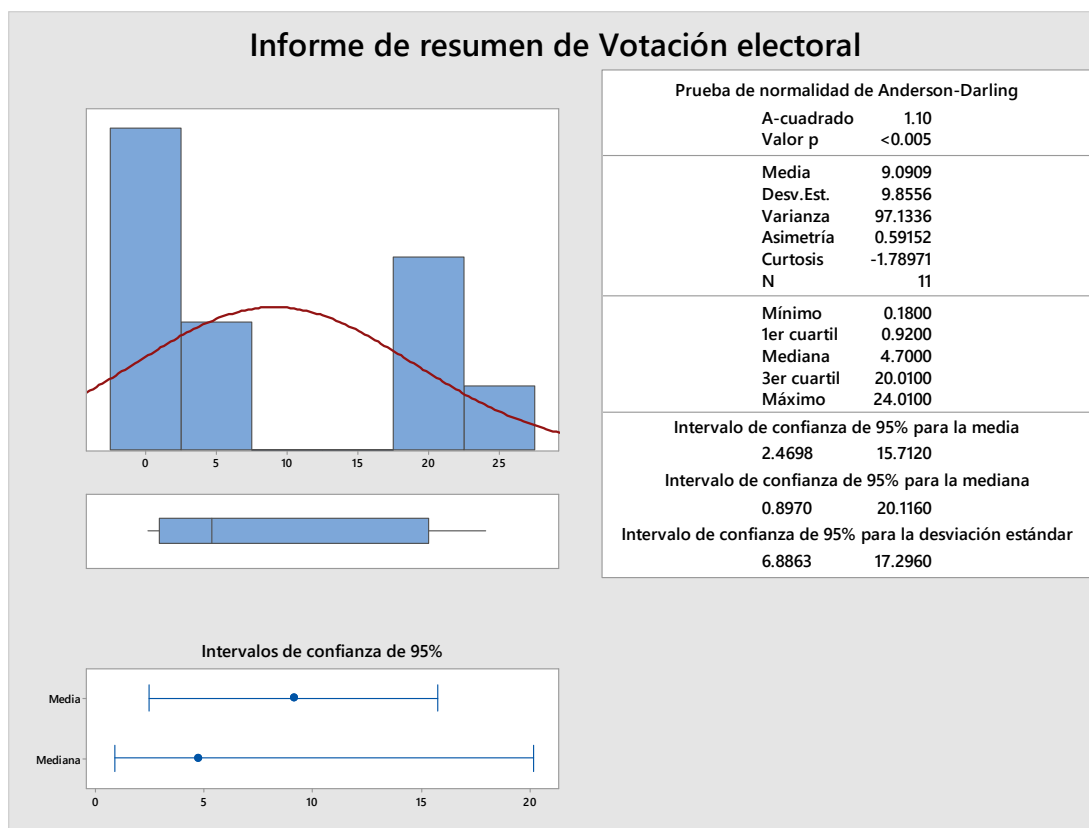 Informe de resumen de Votación electoral
0 5 10 15 20 25
Intervalos de confianza de 95%
Media
Mediana
0 5 10 15 20
Prueba de normalidad de Anderson-Darling
A-cuadrado 1.10
Valor p <0.005
Media 9.0909
Desv.Est. 9.8556
Varianza 97.1336
Asimetría 0.59152
Curtosis -1.78971
N 11
Mínimo 0.1800
1er cuartil 0.9200
Mediana 4.7000
3er cuartil 20.0100
Máximo 24.0100
Intervalo de confianza de 95% para la media
2.4698 15.7120
Intervalo de confianza de 95% para la mediana
0.8970 20.1160
Intervalo de confianza de 95% para la desviación estándar
6.8863 17.2960